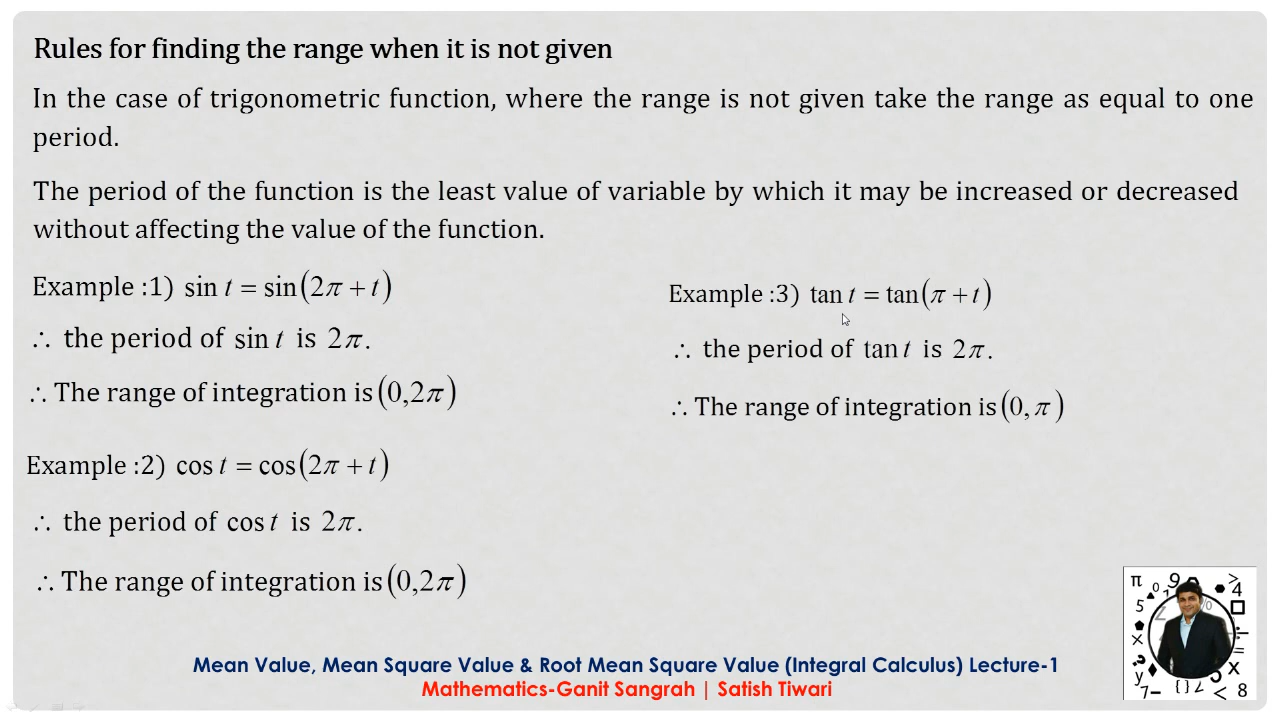 Rules for finding the range when it is not given
In the case of trigonometric function, where the range is not given take the range as equal to one
period.
The period of the function is the least value of variable by which it may be increased or decreased
without affecting the value of the function.
Example :1) sin t = sin(2π + t)
∴ the period of sin t is 2π.
∴ The range of integration is (0,2π)
Example :2) cos t = cos(2π + t)
∴ the period of cos t is 2π.
∴ The range of integration is (0,2π)
Example :3) tan t = tan(π + t)
∴ the period of tan t is 2π.
∴ The range of integration is (0, π)
Mean Value, Mean Square Value & Root Mean Square Value (Integral Calculus) Lecture-1
Mathematics-Ganit Sangrah | Satish Tiwari